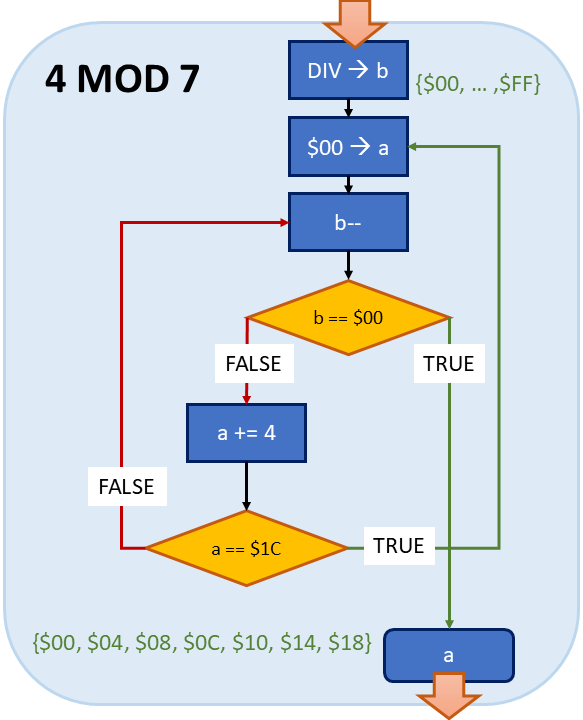 4 MOD 7
DIV → b
{$00, ... ,$FF}
$00 → a
b--
b == $00
FALSE
TRUE
a += 4
FALSE
a == $1C
TRUE
{$00, $04, $08, $0C, $10, $14, $18}
a